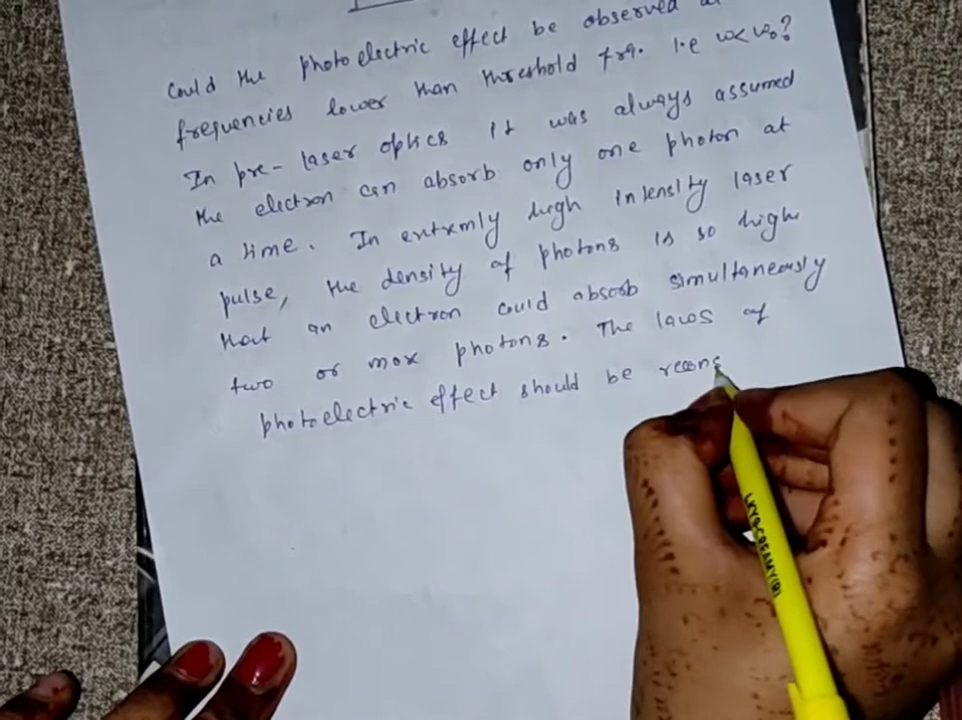 Could the photoelectric effect be observed
frequencies lower than threshold frq. i.e ν<ν₀?
In pre-laser optics it was always assumed
the electron can absorb only one photon at
a time. In extremly high intensity laser
pulse, the density of photons is so high
that an electron could absorb simultaneously
two or more photons. The laws of
photoelectric effect should be recons
LKYQ-CREAMY(R)